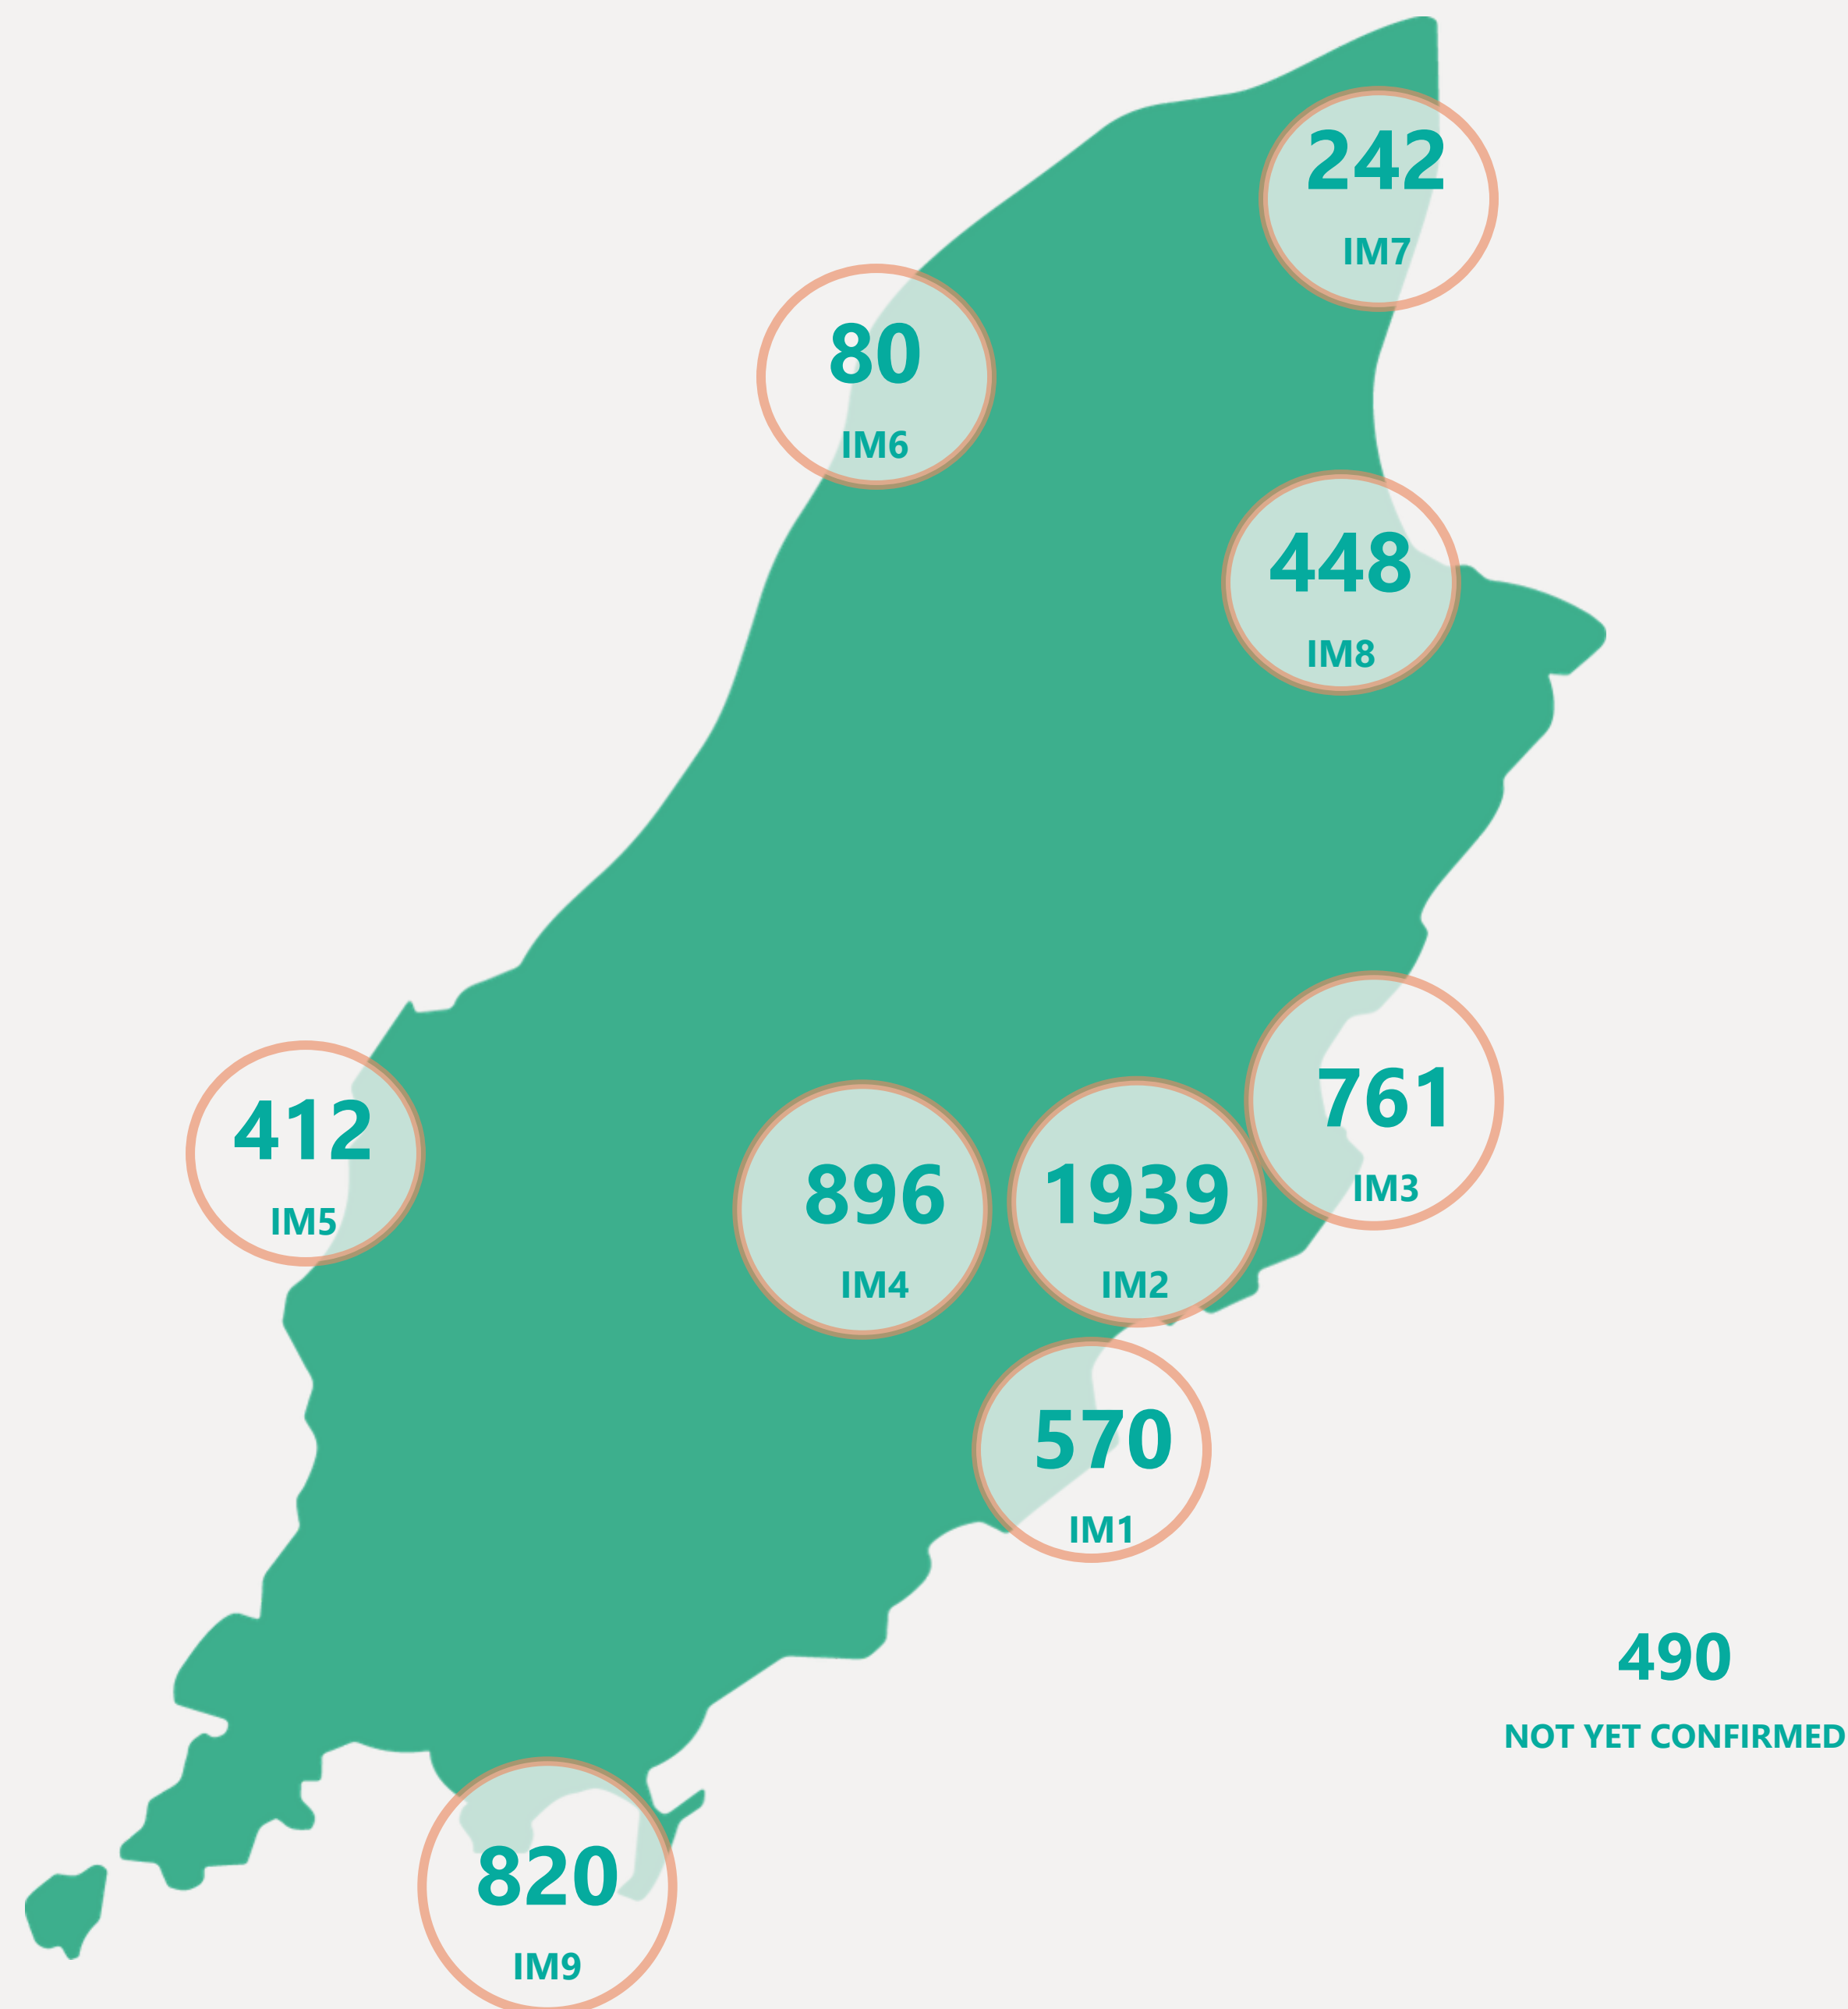 242
IM7
80
IM6
448
IM8
761
IM3
412
IM5
896
IM4
1939
IM2
570
IM1
490
NOT YET CONFIRMED
820
IM9